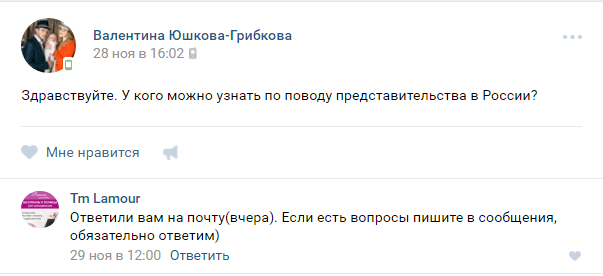 Валентина Юшкова-Грибкова
28 ноя в 16:02
Здравствуйте. У кого можно узнать по поводу представительства в России?
Мне нравится
Tm Lamour
Ответили вам на почту(вчера). Если есть вопросы пишите в сообщения,
обязательно ответим)
29 ноя в 12:00 Ответить